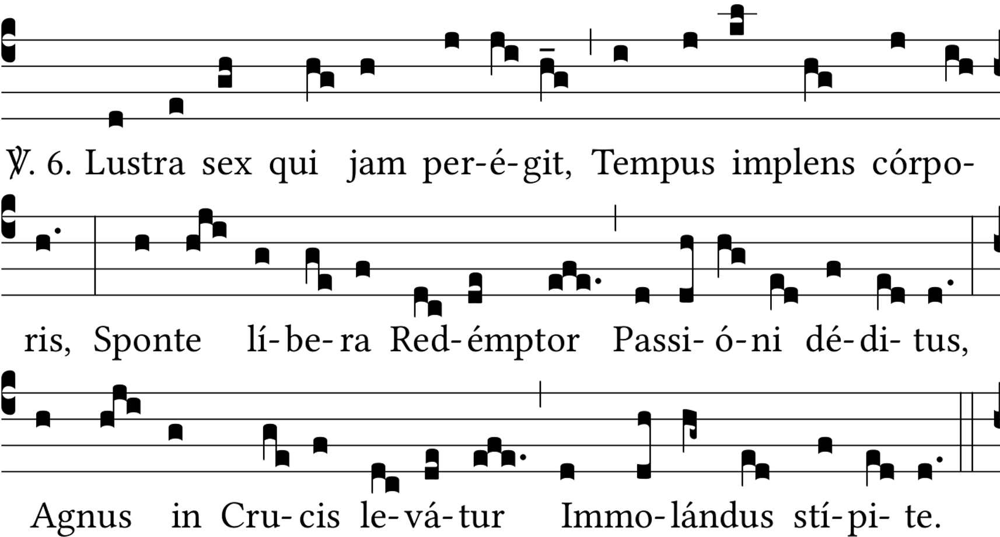 ℣. 6. Lustra sex qui jam per-é-git, Tempus implens córpo-
ris, Sponte lí-be-ra Red-émptor Passi-ó-ni dé-di-tus,
Agnus in Cru-cis le-vá-tur Immo-lándus stí-pi-te.